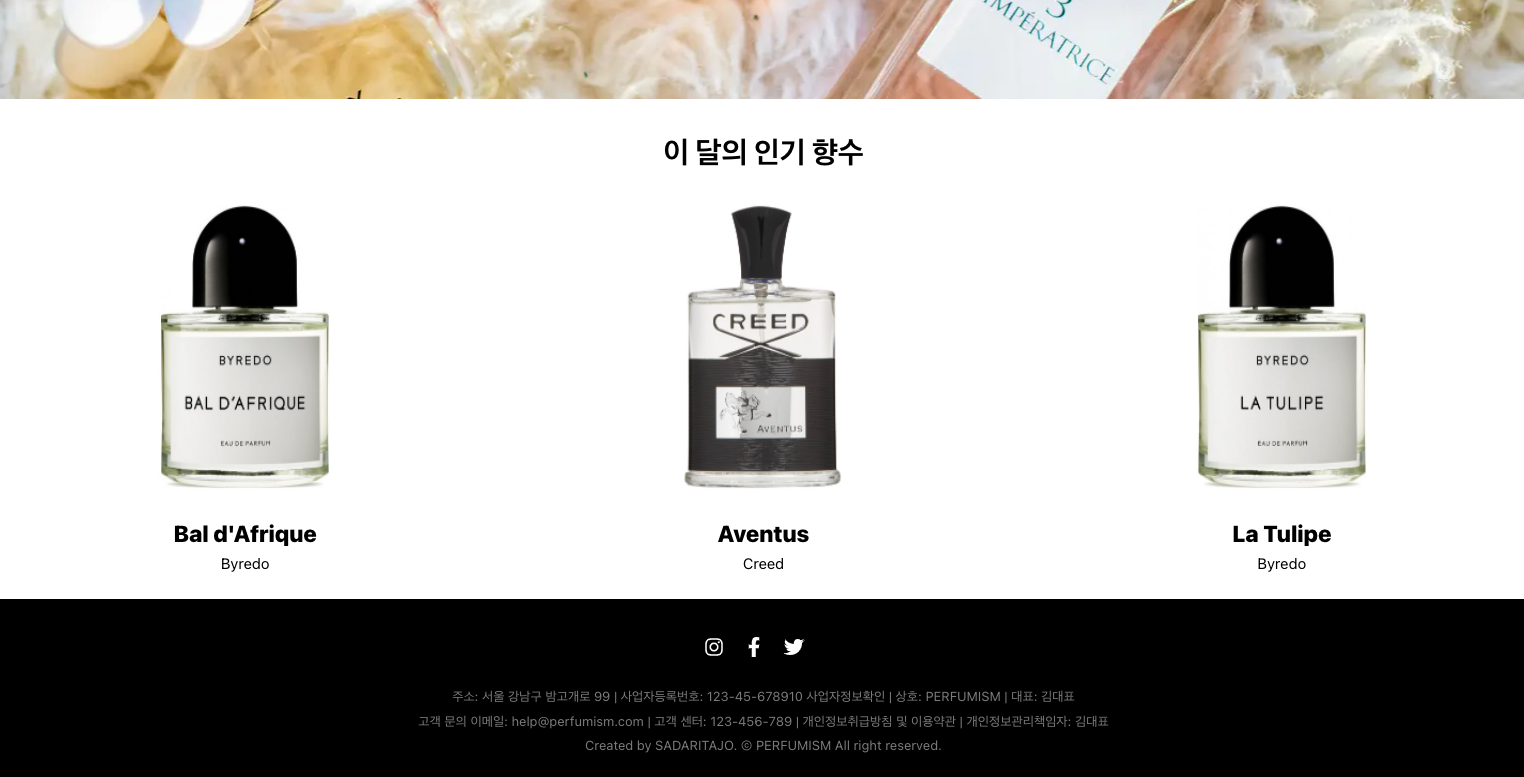 3
IMPÉRATRICE
이 달의 인기 향수
BYREDO
BAL D'AFRIQUE
EAU DE PARFUM
CREED
AVENTUS
BYREDO
LA TULIPE
EAU DE PARFUM
Bal d'Afrique
Byredo
Aventus
Creed
La Tulipe
Byredo
주소: 서울 강남구 밤고개로 99 | 사업자등록번호: 123-45-678910 사업자정보확인 | 상호: PERFUMISM | 대표: 김대표
고객 문의 이메일: help@perfumism.com | 고객 센터: 123-456-789 | 개인정보취급방침 및 이용약관 | 개인정보관리책임자: 김대표
Created by SADARITAJO. © PERFUMISM All right reserved.